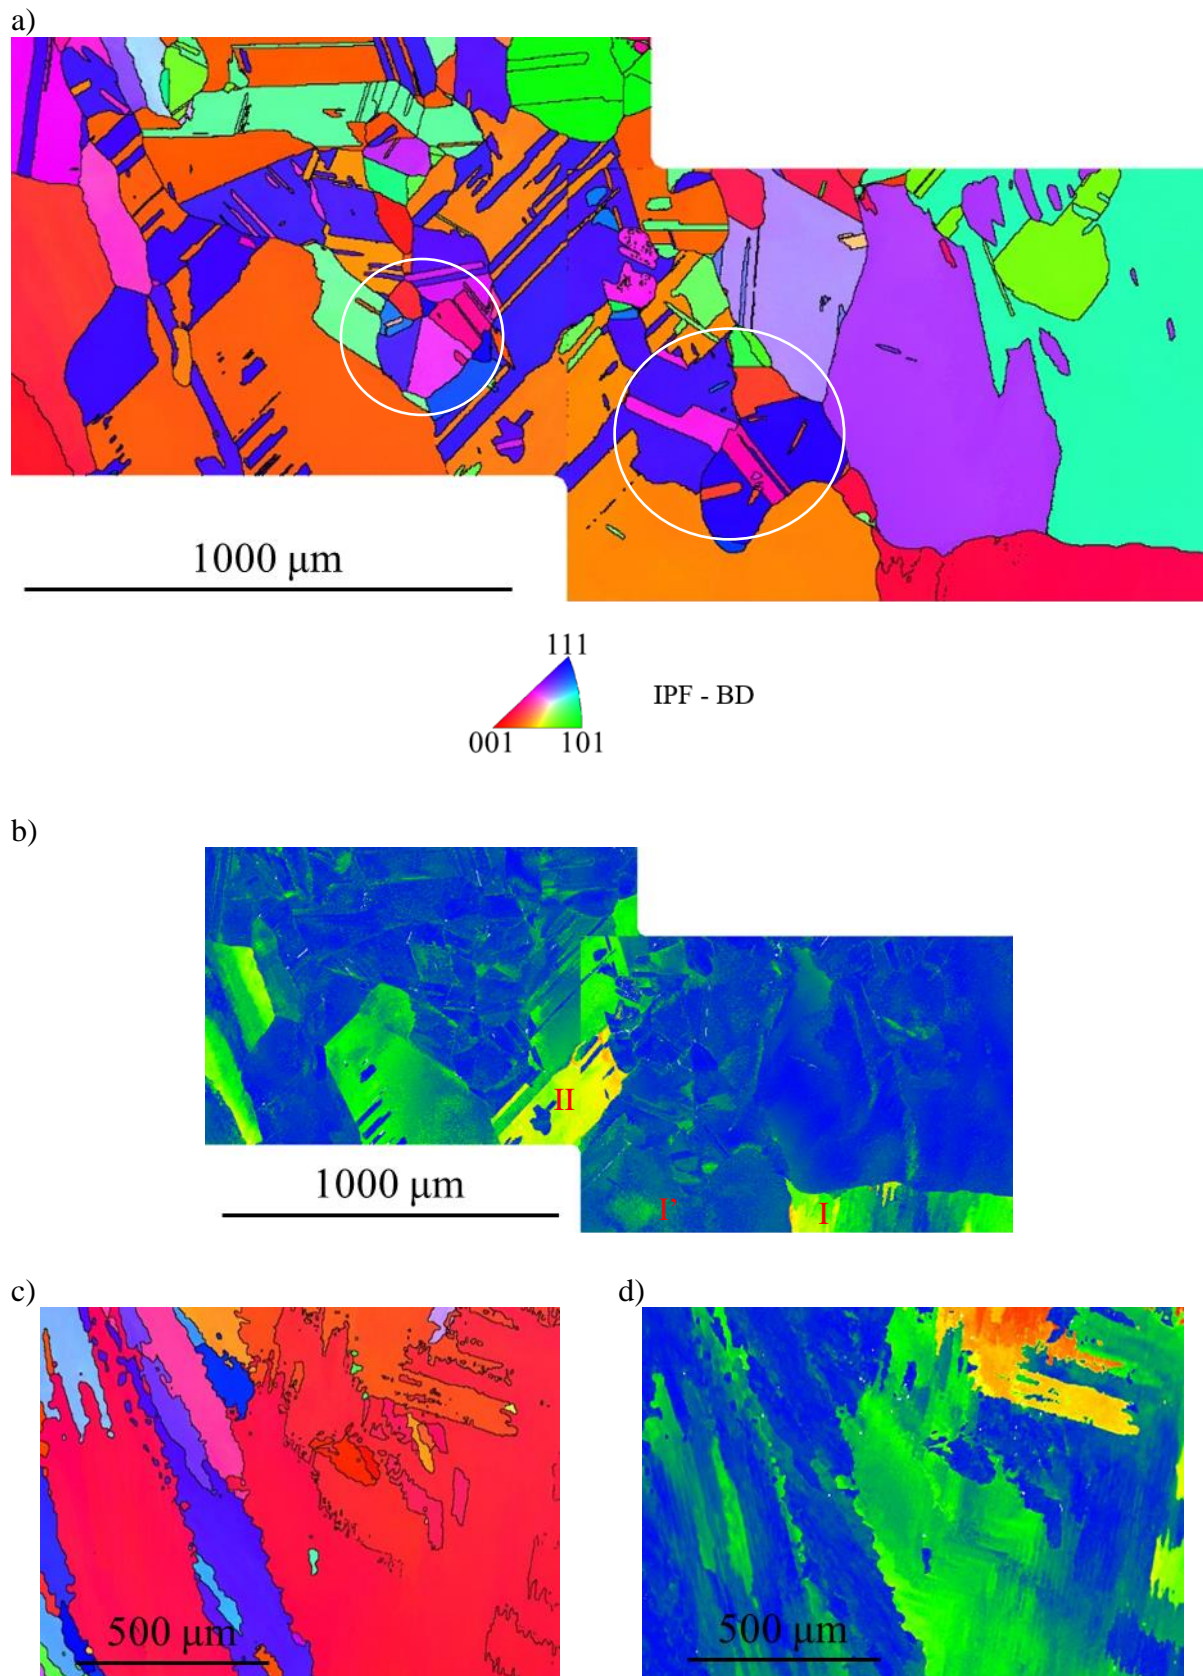 a)
1000 μm
111
IPF - BD
001 101
b)
II
1000 μm
I'
I
c)
d)
500 μm
500 μm